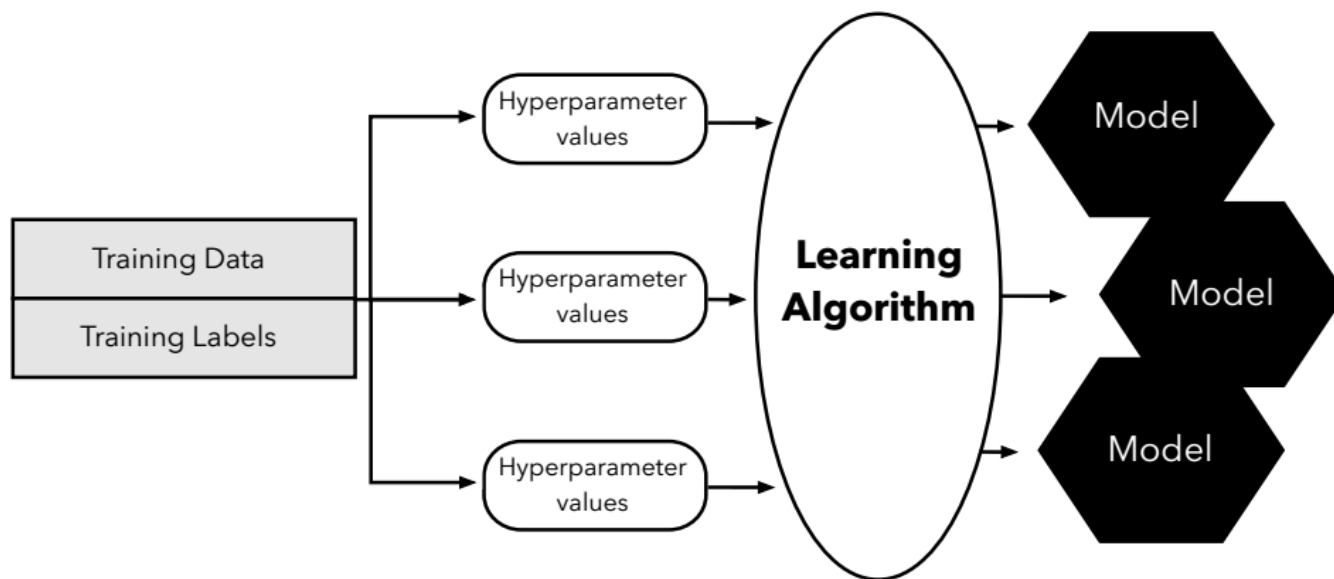 Training Data
Training Labels
Hyperparameter
values
Hyperparameter
values
Hyperparameter
values
Learning
Algorithm
Model
Model
Model